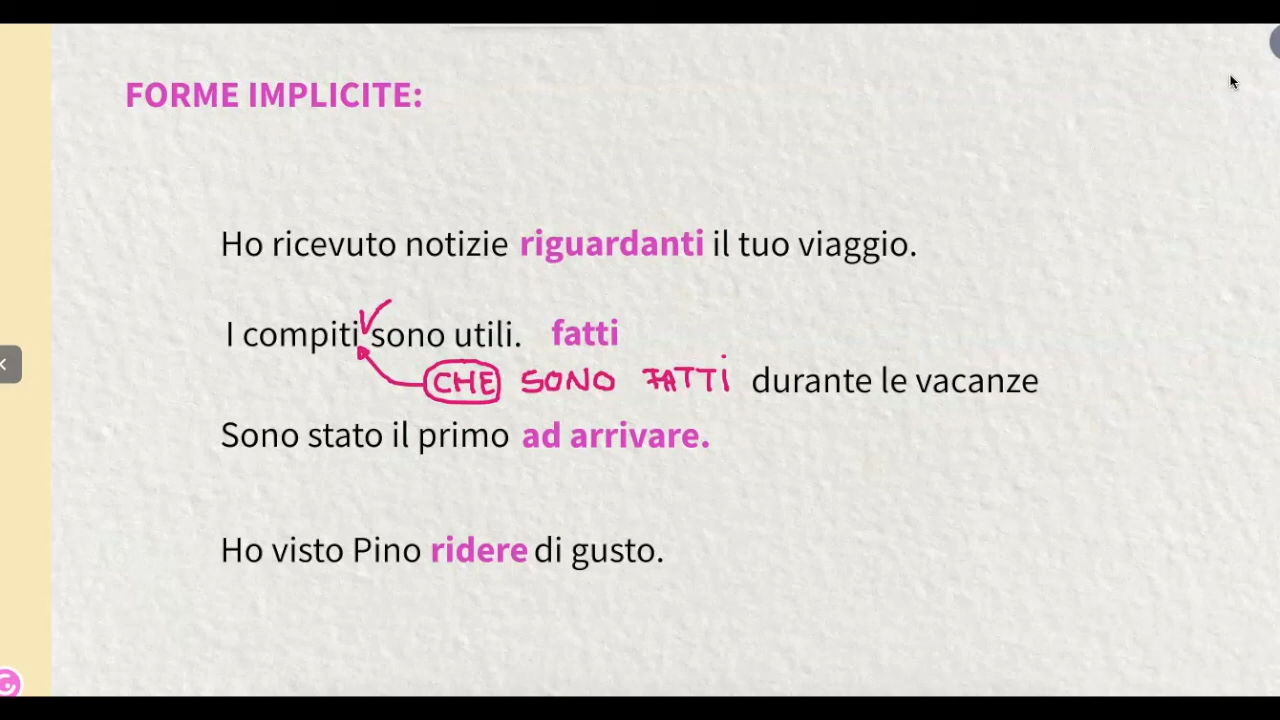 FORME IMPLICITE:
Ho ricevuto notizie riguardanti il tuo viaggio.
I compiti sono utili. fatti
CHE SONO FATTI durante le vacanze
Sono stato il primo ad arrivare.
Ho visto Pino ridere di gusto.